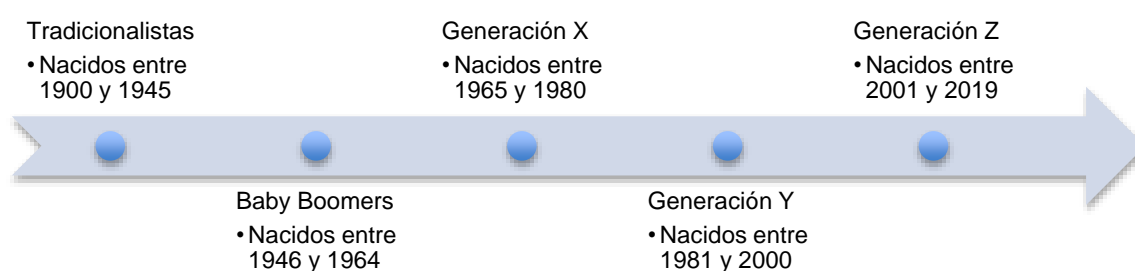 Tradicionalistas
• Nacidos entre
1900 y 1945
Baby Boomers
• Nacidos entre
1946 y 1964
Generación X
• Nacidos entre
1965 y 1980
Generación Y
• Nacidos entre
1981 y 2000
Generación Z
• Nacidos entre
2001 y 2019